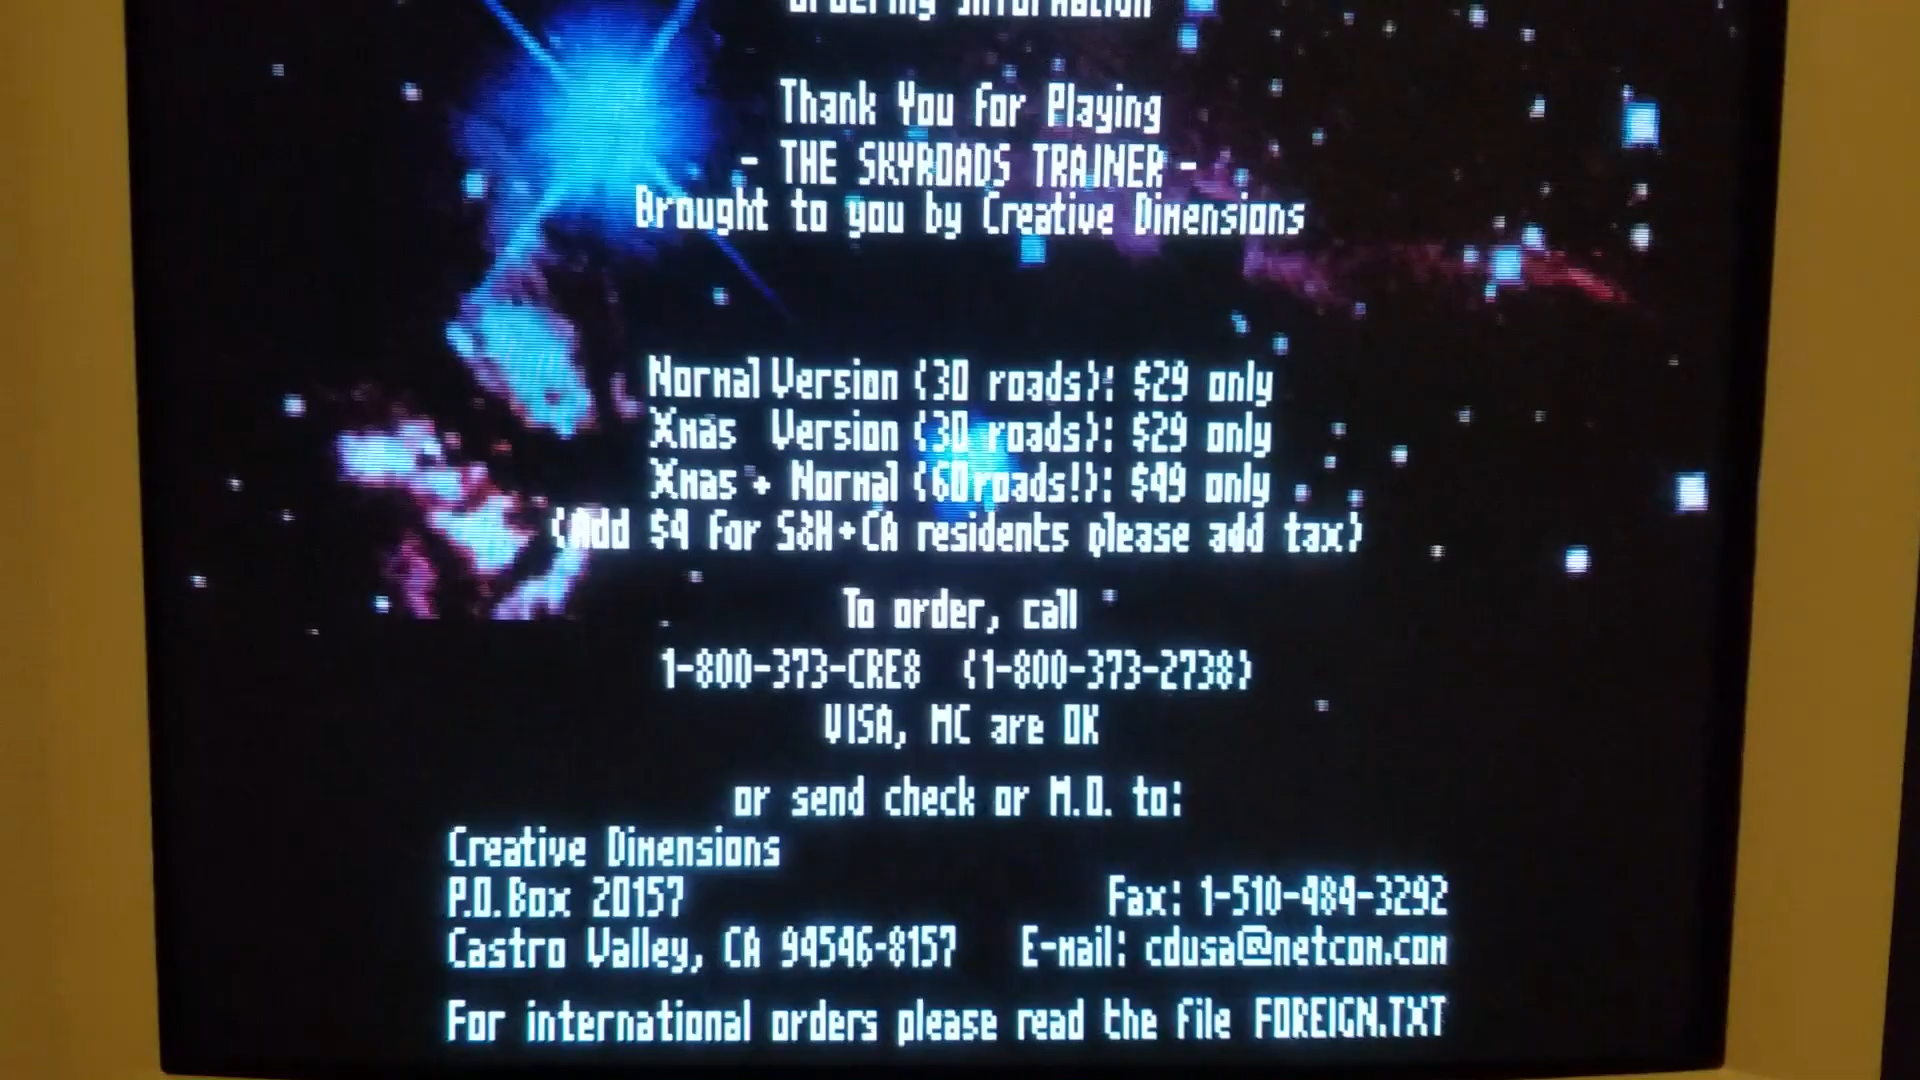 Ordering Information
Thank You for Playing
- THE SKYROADS TRAINER -
Brought to you by Creative Dimensions
Normal Version (30 roads): $29 only
Xmas Version (30 roads): $29 only
Xmas + Normal (60 roads!): $49 only
(Add $4 for S&H+CA residents please add tax)
To order, call
1-800-373-CRE8 (1-800-373-2738)
VISA, MC are OK
or send check or M.O. to:
Creative Dimensions
P.O.Box 20157
Fax: 1-510-484-3292
Castro Valley, CA 94546-8157
E-mail: cdusa@netcom.com
For international orders please read the file FOREIGN.TXT